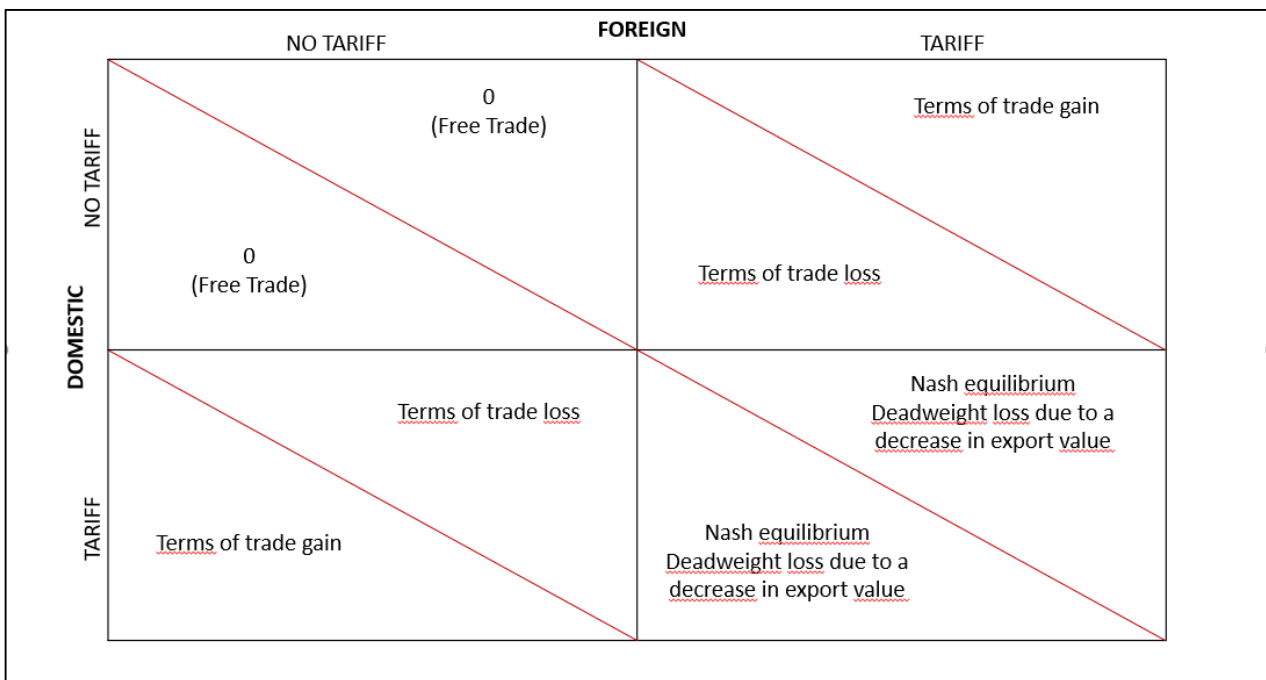 FOREIGN
NO TARIFF
TARIFF
DOMESTIC
NO TARIFF
0
(Free Trade)
0
(Free Trade)
Terms of trade gain
Terms of trade loss
TARIFF
Terms of trade loss
Terms of trade gain
Nash equilibrium
Deadweight loss due to a
decrease in export value
Nash equilibrium
Deadweight loss due to a
decrease in export value